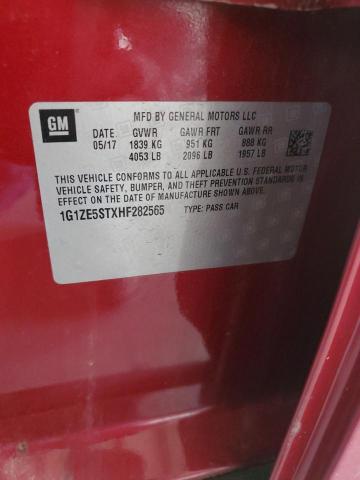 GM
MFD BY GENERAL MOTORS LLC
DATE GVWR GAWR FRT GAWR RR
05/17 1839 KG 951 KG 888 KG
4053 LB 2096 LB 1957 LB
THIS VEHICLE CONFORMS TO ALL APPLICABLE U.S. FEDERAL MOTOR
VEHICLE SAFETY, BUMPER, AND THEFT PREVENTION STANDARDS IN
EFFECT ON THE DATE OF MANUFACTURE SHOWN ABOVE.
1G1ZE5STXHF282565 TYPE: PASS CAR